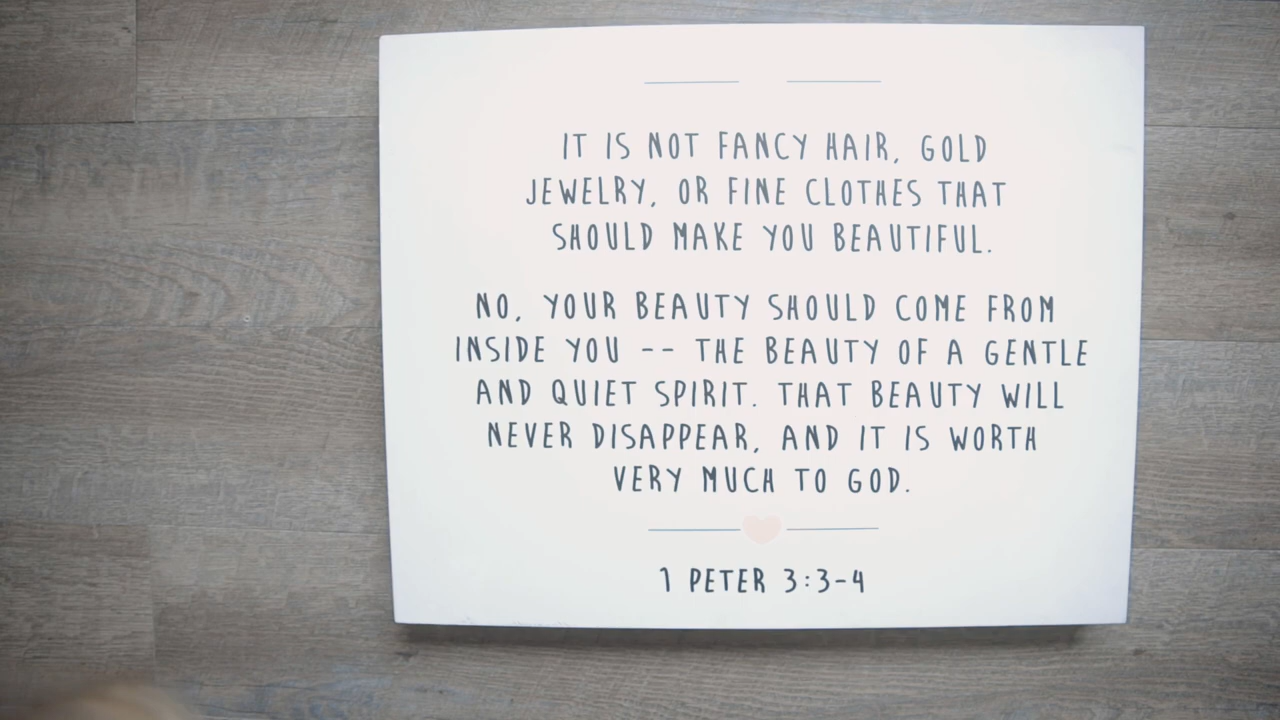 IT IS NOT FANCY HAIR, GOLD
JEWELRY, OR FINE CLOTHES THAT
SHOULD MAKE YOU BEAUTIFUL.
NO, YOUR BEAUTY SHOULD COME FROM
INSIDE YOU -- THE BEAUTY OF A GENTLE
AND QUIET SPIRIT. THAT BEAUTY WILL
NEVER DISAPPEAR, AND IT IS WORTH
VERY MUCH TO GOD.
1 PETER 3:3-4